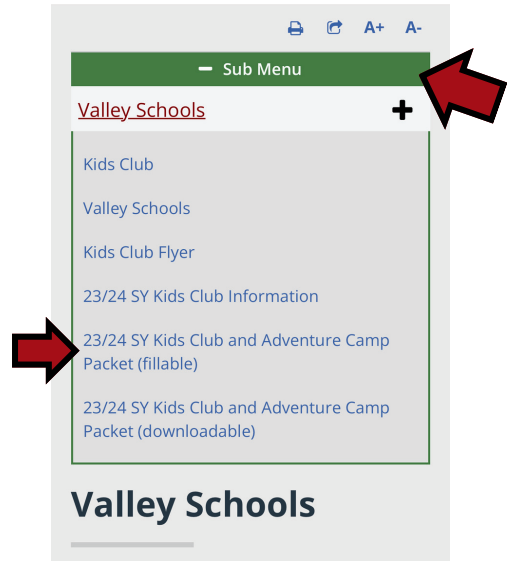 A+ A-
Sub Menu
Valley Schools
Kids Club
Valley Schools
Kids Club Flyer
23/24 SY Kids Club Information
23/24 SY Kids Club and Adventure Camp
Packet (fillable)
23/24 SY Kids Club and Adventure Camp
Packet (downloadable)
Valley Schools